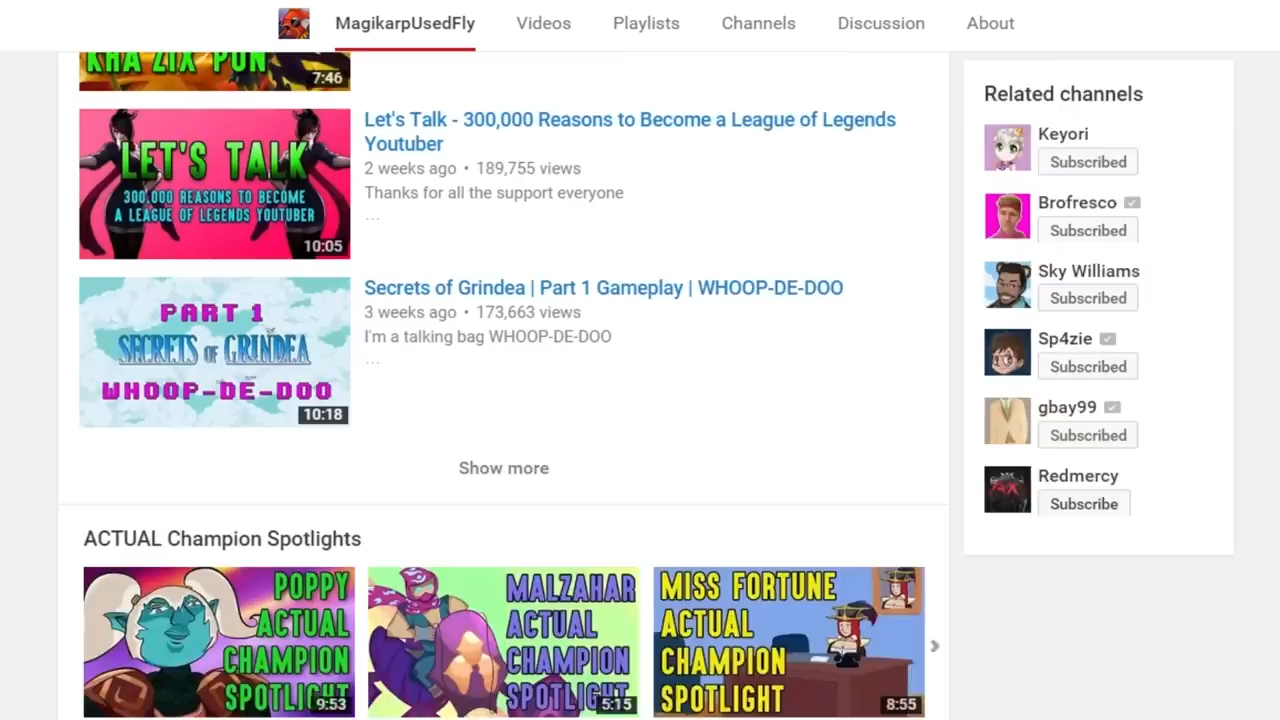 MagikarpUsedFly
Videos
Playlists
Channels
Discussion
About
KHA ZIX PUN
7:46
LET'S TALK
300,000 REASONS TO BECOME
A LEAGUE OF LEGENDS YOUTUBER
10:05
Let's Talk - 300,000 Reasons to Become a League of Legends
Youtuber
2 weeks ago • 189,755 views
Thanks for all the support everyone
...
PART 1
SECRETS OF GRINDEA
WHOOP-DE-DOO
10:18
Secrets of Grindea | Part 1 Gameplay | WHOOP-DE-DOO
3 weeks ago • 173,663 views
I'm a talking bag WHOOP-DE-DOO
...
Show more
ACTUAL Champion Spotlights
POPPY
ACTUAL
CHAMPION
SPOTLIGHT
9:53
MALZAHAR
ACTUAL
CHAMPION
SPOTLIGHT
5:15
MISS FORTUNE
ACTUAL
CHAMPION
SPOTLIGHT
8:55
Related channels
Keyori
Subscribed
Brofresco
Subscribed
Sky Williams
Subscribed
Sp4zie
Subscribed
gbay99
Subscribed
Redmercy
Subscribe